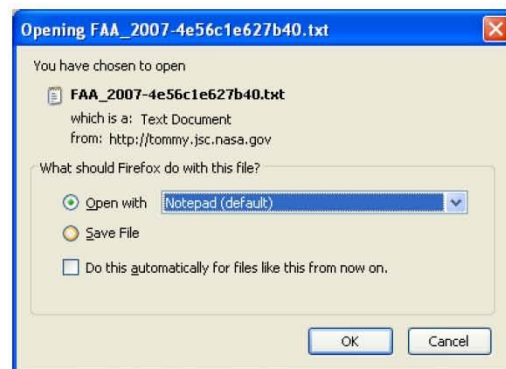 Opening FAA_2007-4e56c1e627b40.txt
You have chosen to open
FAA_2007-4e56c1e627b40.txt
which is a: Text Document
from: http://tommy.jsc.nasa.gov
What should Firefox do with this file?
Open with Notepad (default)
Save File
Do this automatically for files like this from now on.
OK Cancel